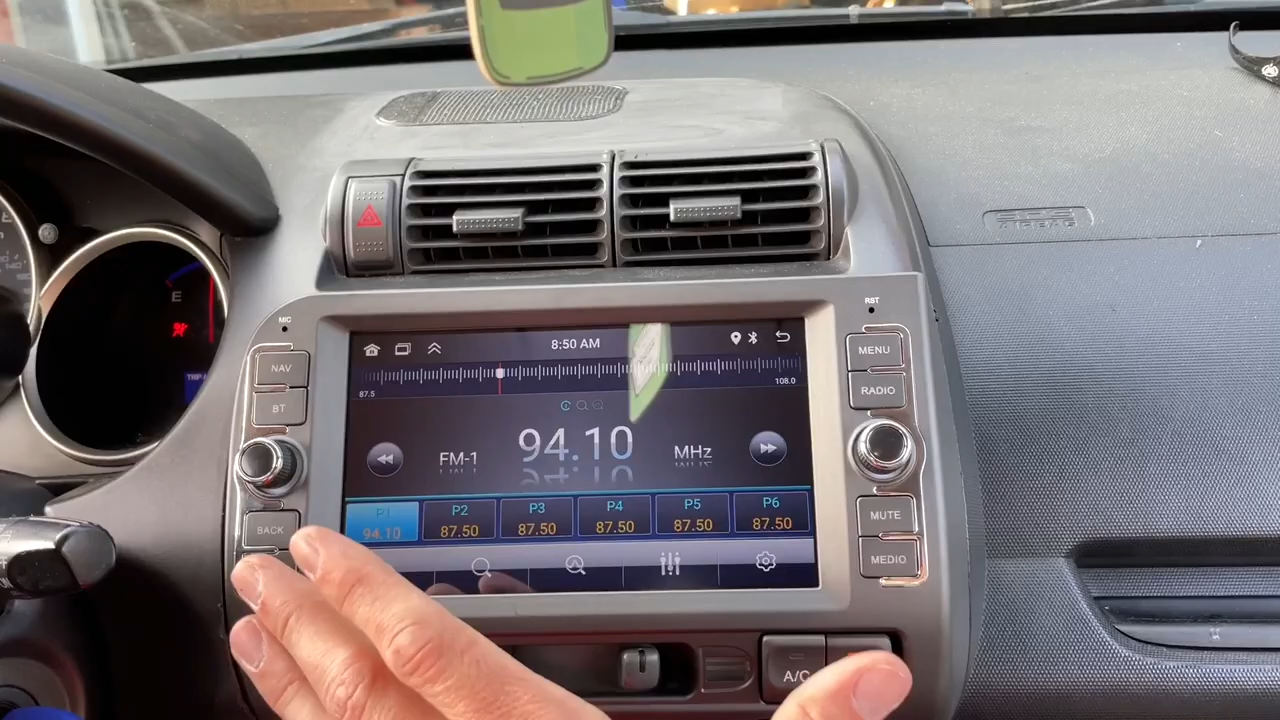 SRS
AIRBAG
MIC
RST
NAV
BT
BACK
MENU
RADIO
MUTE
MEDIO
8:50 AM
87.5
108.0
FM-1
94.10
MHz
P1
94.10
P2
87.50
P3
87.50
P4
87.50
P5
87.50
P6
87.50
E
E
A/C